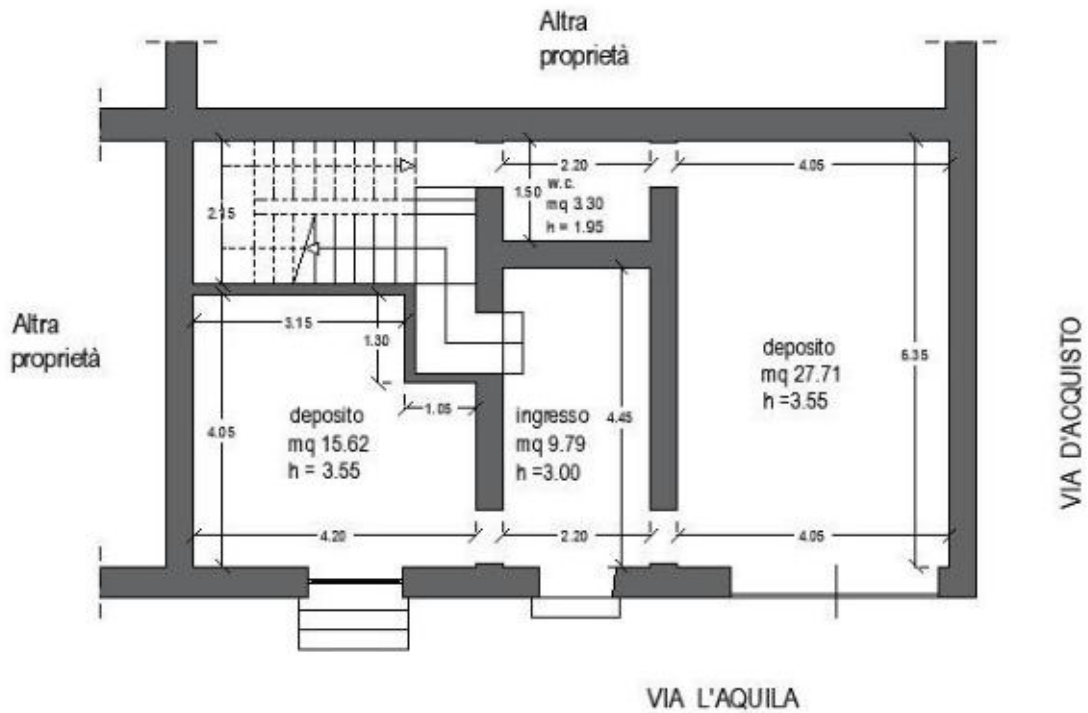 Altra
proprietà
2.20
4.05
1.50
w.c.
mq 3.30
h = 1.95
2.15
Altra
proprietà
3.15
1.30
deposito
mq 27.71
h =3.55
6.35
VIA D'ACQUISTO
1.05
4.05
deposito
mq 15.62
h = 3.55
ingresso
mq 9.79
h =3.00
4.45
4.20
2.20
4.05
VIA L'AQUILA